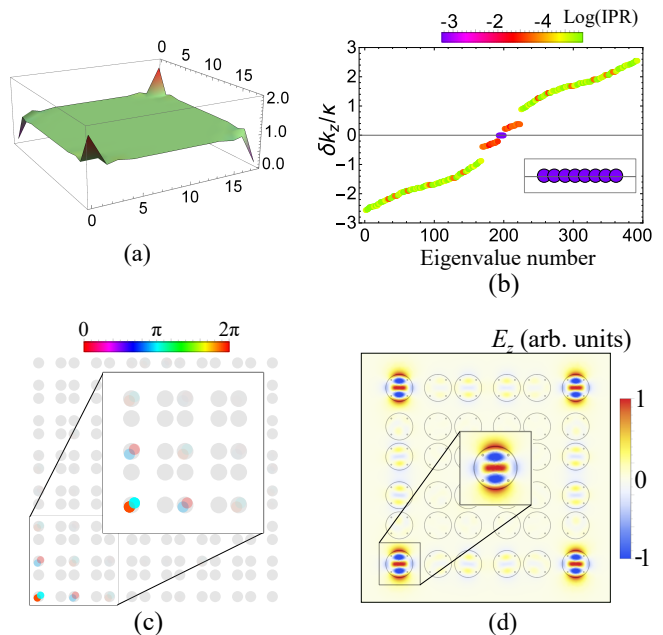 (a)
0
5
10
15
2.0
1.0
0.0
0
5
10
15
Log(IPR)
-3 -2 -4
δk_z/κ
3
2
1
0
-1
-2
-3
0 100 200 300 400
Eigenvalue number
(b)
0 π 2π
(c)
E_z (arb. units)
1
0
-1
(d)